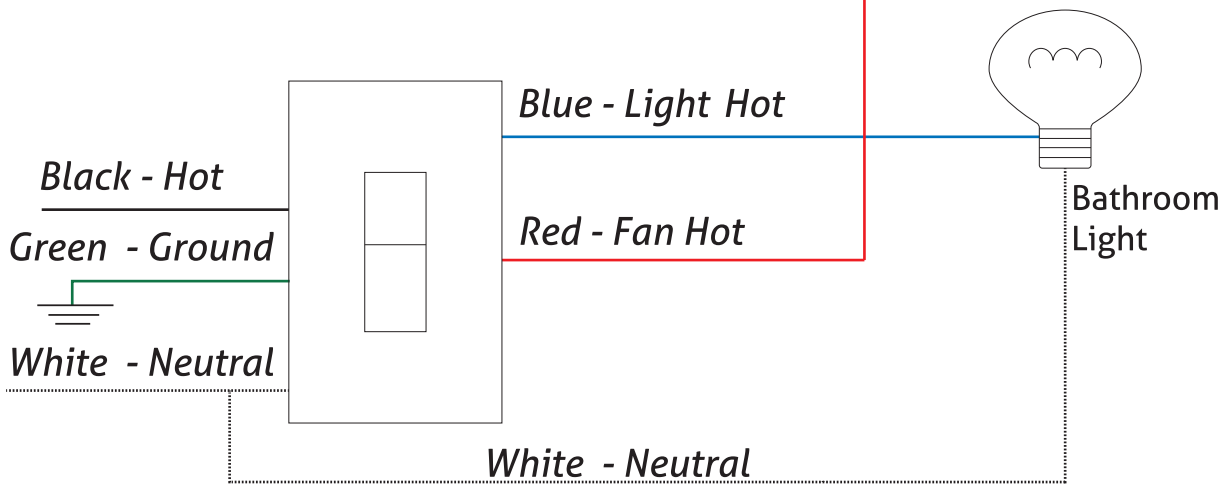 Blue - Light Hot
Black - Hot
Bathroom
Light
Red - Fan Hot
Green - Ground
White - Neutral
White - Neutral